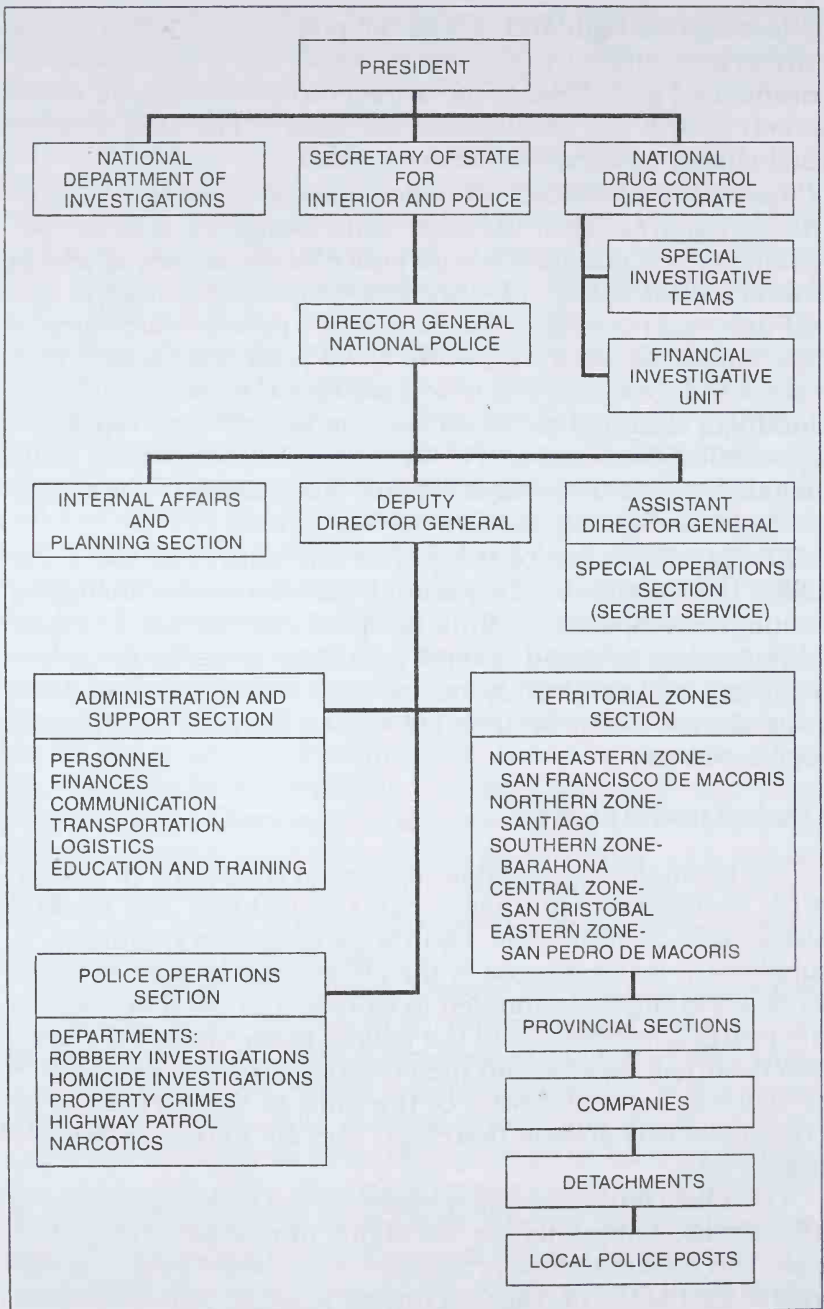 PRESIDENT
NATIONAL
DEPARTMENT OF
INVESTIGATIONS
SECRETARY OF STATE
FOR
INTERIOR AND POLICE
NATIONAL
DRUG CONTROL
DIRECTORATE
SPECIAL
INVESTIGATIVE
TEAMS
FINANCIAL
INVESTIGATIVE
UNIT
DIRECTOR GENERAL
NATIONAL POLICE
INTERNAL AFFAIRS
AND
PLANNING SECTION
DEPUTY
DIRECTOR GENERAL
ASSISTANT
DIRECTOR GENERAL
SPECIAL OPERATIONS
SECTION
(SECRET SERVICE)
ADMINISTRATION AND
SUPPORT SECTION
PERSONNEL
FINANCES
COMMUNICATION
TRANSPORTATION
LOGISTICS
EDUCATION AND TRAINING
TERRITORIAL ZONES
SECTION
NORTHEASTERN ZONE-
SAN FRANCISCO DE MACORIS
NORTHERN ZONE-
SANTIAGO
SOUTHERN ZONE-
BARAHONA
CENTRAL ZONE-
SAN CRISTÓBAL
EASTERN ZONE-
SAN PEDRO DE MACORIS
POLICE OPERATIONS
SECTION
DEPARTMENTS:
ROBBERY INVESTIGATIONS
HOMICIDE INVESTIGATIONS
PROPERTY CRIMES
HIGHWAY PATROL
NARCOTICS
PROVINCIAL SECTIONS
COMPANIES
DETACHMENTS
LOCAL POLICE POSTS